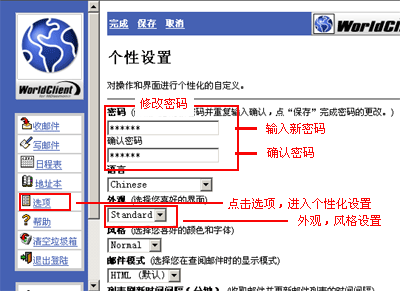 完成 保存 取消
WorldClient
个性设置
对操作和界面进行个性化的自定义。
修改密码
密码 码并重复输入确认，点“保存”完成密码的更改。）
******
输入新密码
确认密码
******
确认密码
语言
Chinese
外观 (选择您喜好的界面)
Standard
外观，风格设置
风格 (选择您喜好的颜色和字体)
Normal
邮件模式 (选择您在查阅邮件时的显示模式)
HTML (默认)
WorldClient
收邮件
写邮件
日程表
地址本
选项
点击选项，进入个性化设置
帮助
清空垃圾箱
退出登陆